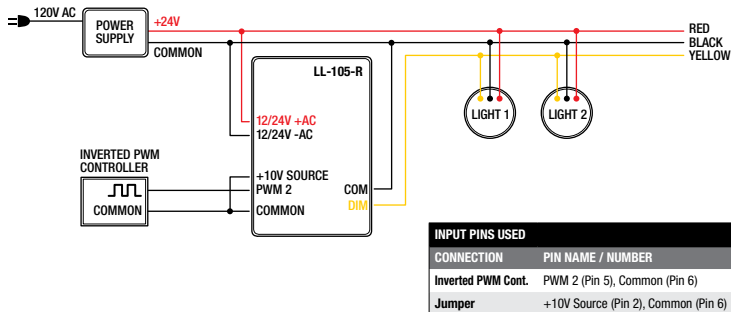 120V AC
POWER
SUPPLY
+24V
COMMON
RED
BLACK
YELLOW
LL-105-R
12/24V +AC
12/24V -AC
LIGHT 1
LIGHT 2
INVERTED PWM
CONTROLLER
COMMON
+10V SOURCE
PWM 2
COMMON
COM
DIM
INPUT PINS USED
CONNECTION PIN NAME / NUMBER
Inverted PWM Cont. PWM 2 (Pin 5), Common (Pin 6)
Jumper +10V Source (Pin 2), Common (Pin 6)